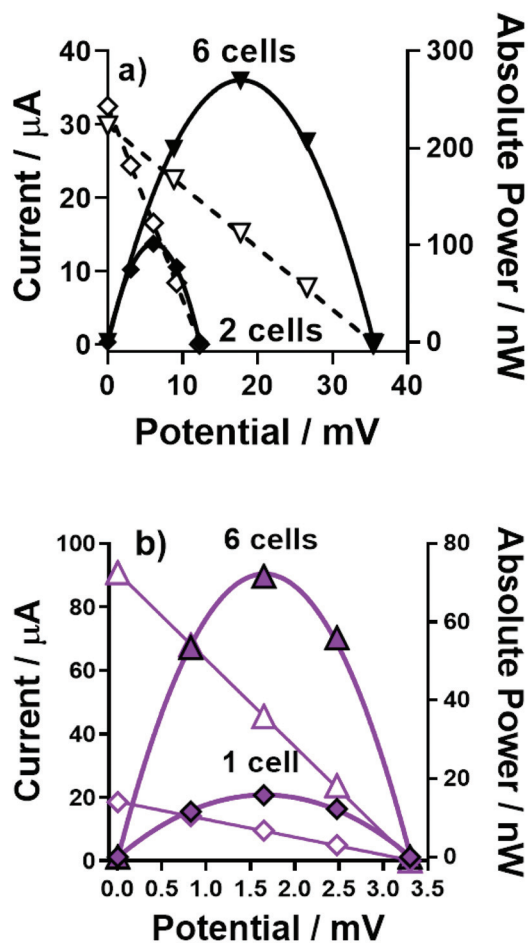 a)
6 cells
2 cells
40
30
20
10
0
Current / μA
300
200
100
0
Absolute Power / nW
0 10 20 30 40
Potential / mV
b)
6 cells
1 cell
100
80
60
40
20
0
Current / μA
80
60
40
20
0
Absolute Power / nW
0.0 0.5 1.0 1.5 2.0 2.5 3.0 3.5
Potential / mV